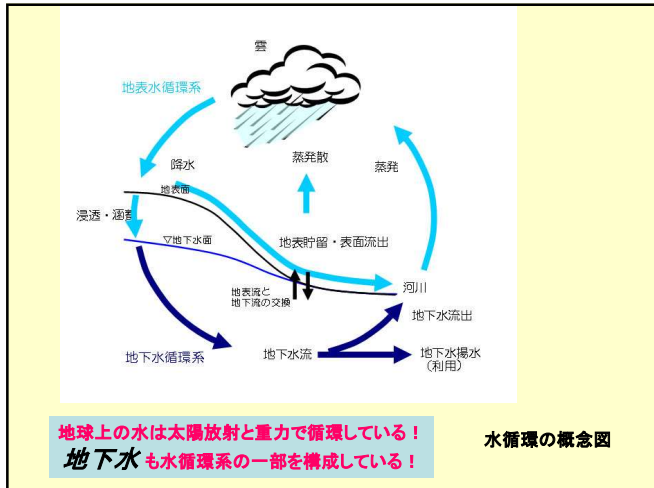 雲
地表水循環系
降水
蒸発散
蒸発
地表面
浸透・涵養
▽地下水面
地表貯留・表面流出
地表流と
地下流の交換
河川
地下水流出
地下水循環系
地下水流
地下水揚水
(利用)
地球上の水は太陽放射と重力で循環している！
地下水も水循環系の一部を構成している！
水循環の概念図